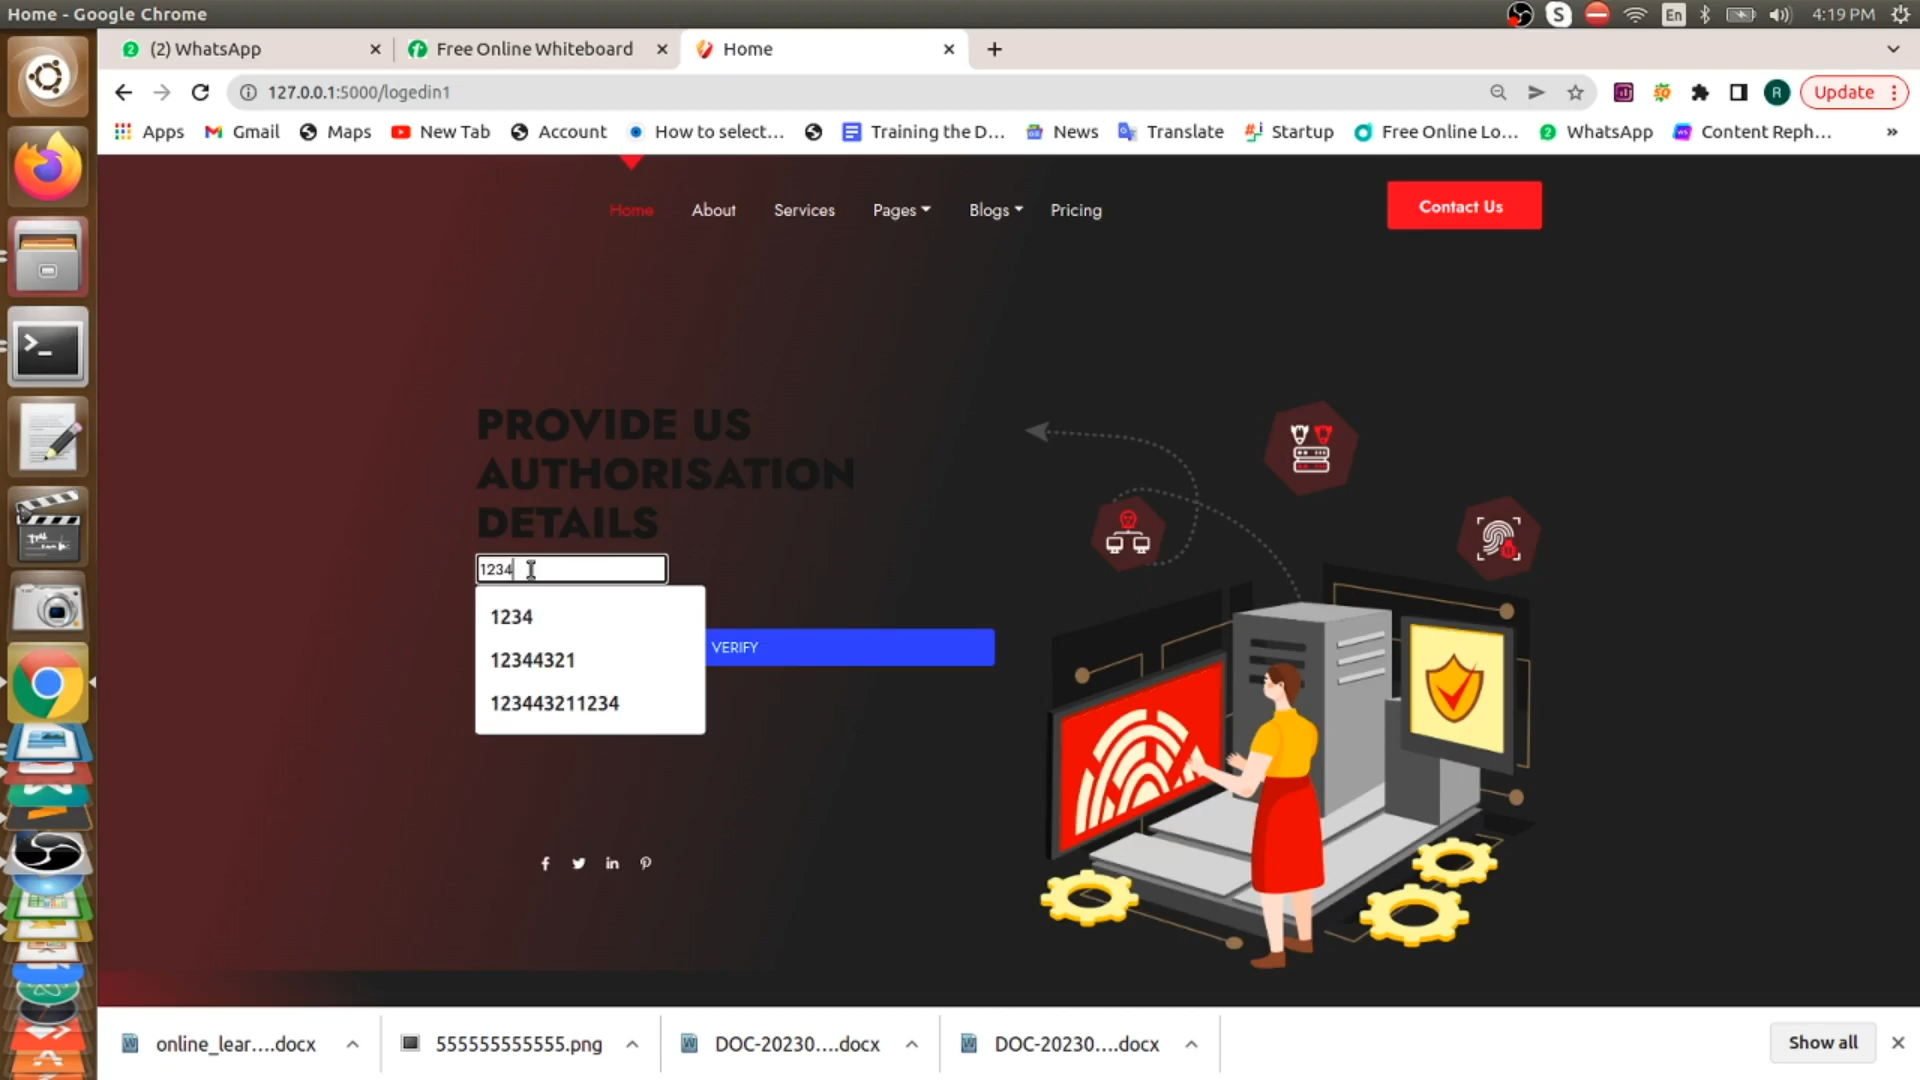 Home - Google Chrome
S
En
4:19 PM
2 (2) WhatsApp
Free Online Whiteboard
Home
127.0.0.1:5000/logedin1
R
Update
Apps
Gmail
Maps
New Tab
Account
How to select...
Training the D...
News
Translate
Startup
Free Online Lo...
2 WhatsApp
Content Reph...
»
Home
About
Services
Pages
Blogs
Pricing
Contact Us
PROVIDE US
AUTHORISATION
DETAILS
1234
1234
12344321
123443211234
VERIFY
online_lear....docx
555555555555.png
DOC-20230....docx
DOC-20230....docx
Show all